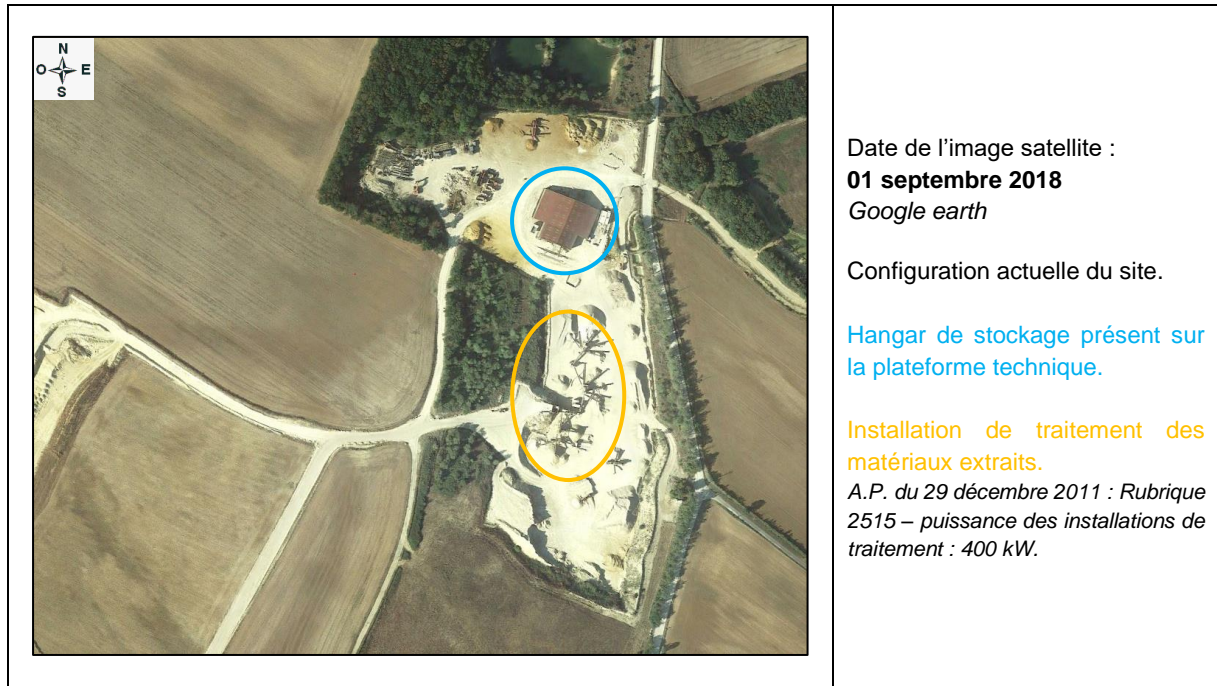 N
O E
S
Date de l'image satellite :
01 septembre 2018
Google earth
Configuration actuelle du site.
Hangar de stockage présent sur
la plateforme technique.
Installation de traitement des
matériaux extraits.
A.P. du 29 décembre 2011 : Rubrique
2515 – puissance des installations de
traitement : 400 kW.